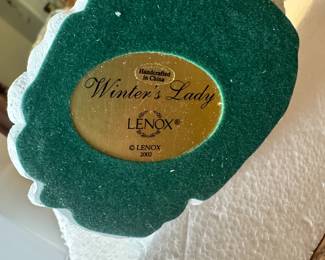 Handcrafted
in China
Winter's Lady
LENOX®
© LENOX
2002